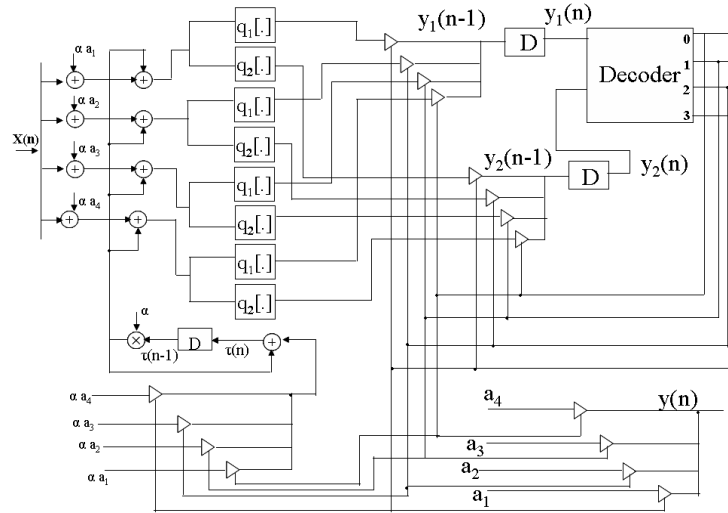 α a₁
α a₂
X(n)
α a₃
α a₄
q₁[.]
q₂[.]
q₁[.]
q₂[.]
q₁[.]
q₂[.]
q₁[.]
q₂[.]
y₁(n-1)
D
y₁(n)
Decoder
0
1
2
3
y₂(n-1)
D
y₂(n)
α
τ(n-1)
D
τ(n)
α a₄
α a₃
α a₂
α a₁
a₄
y(n)
a₃
a₂
a₁